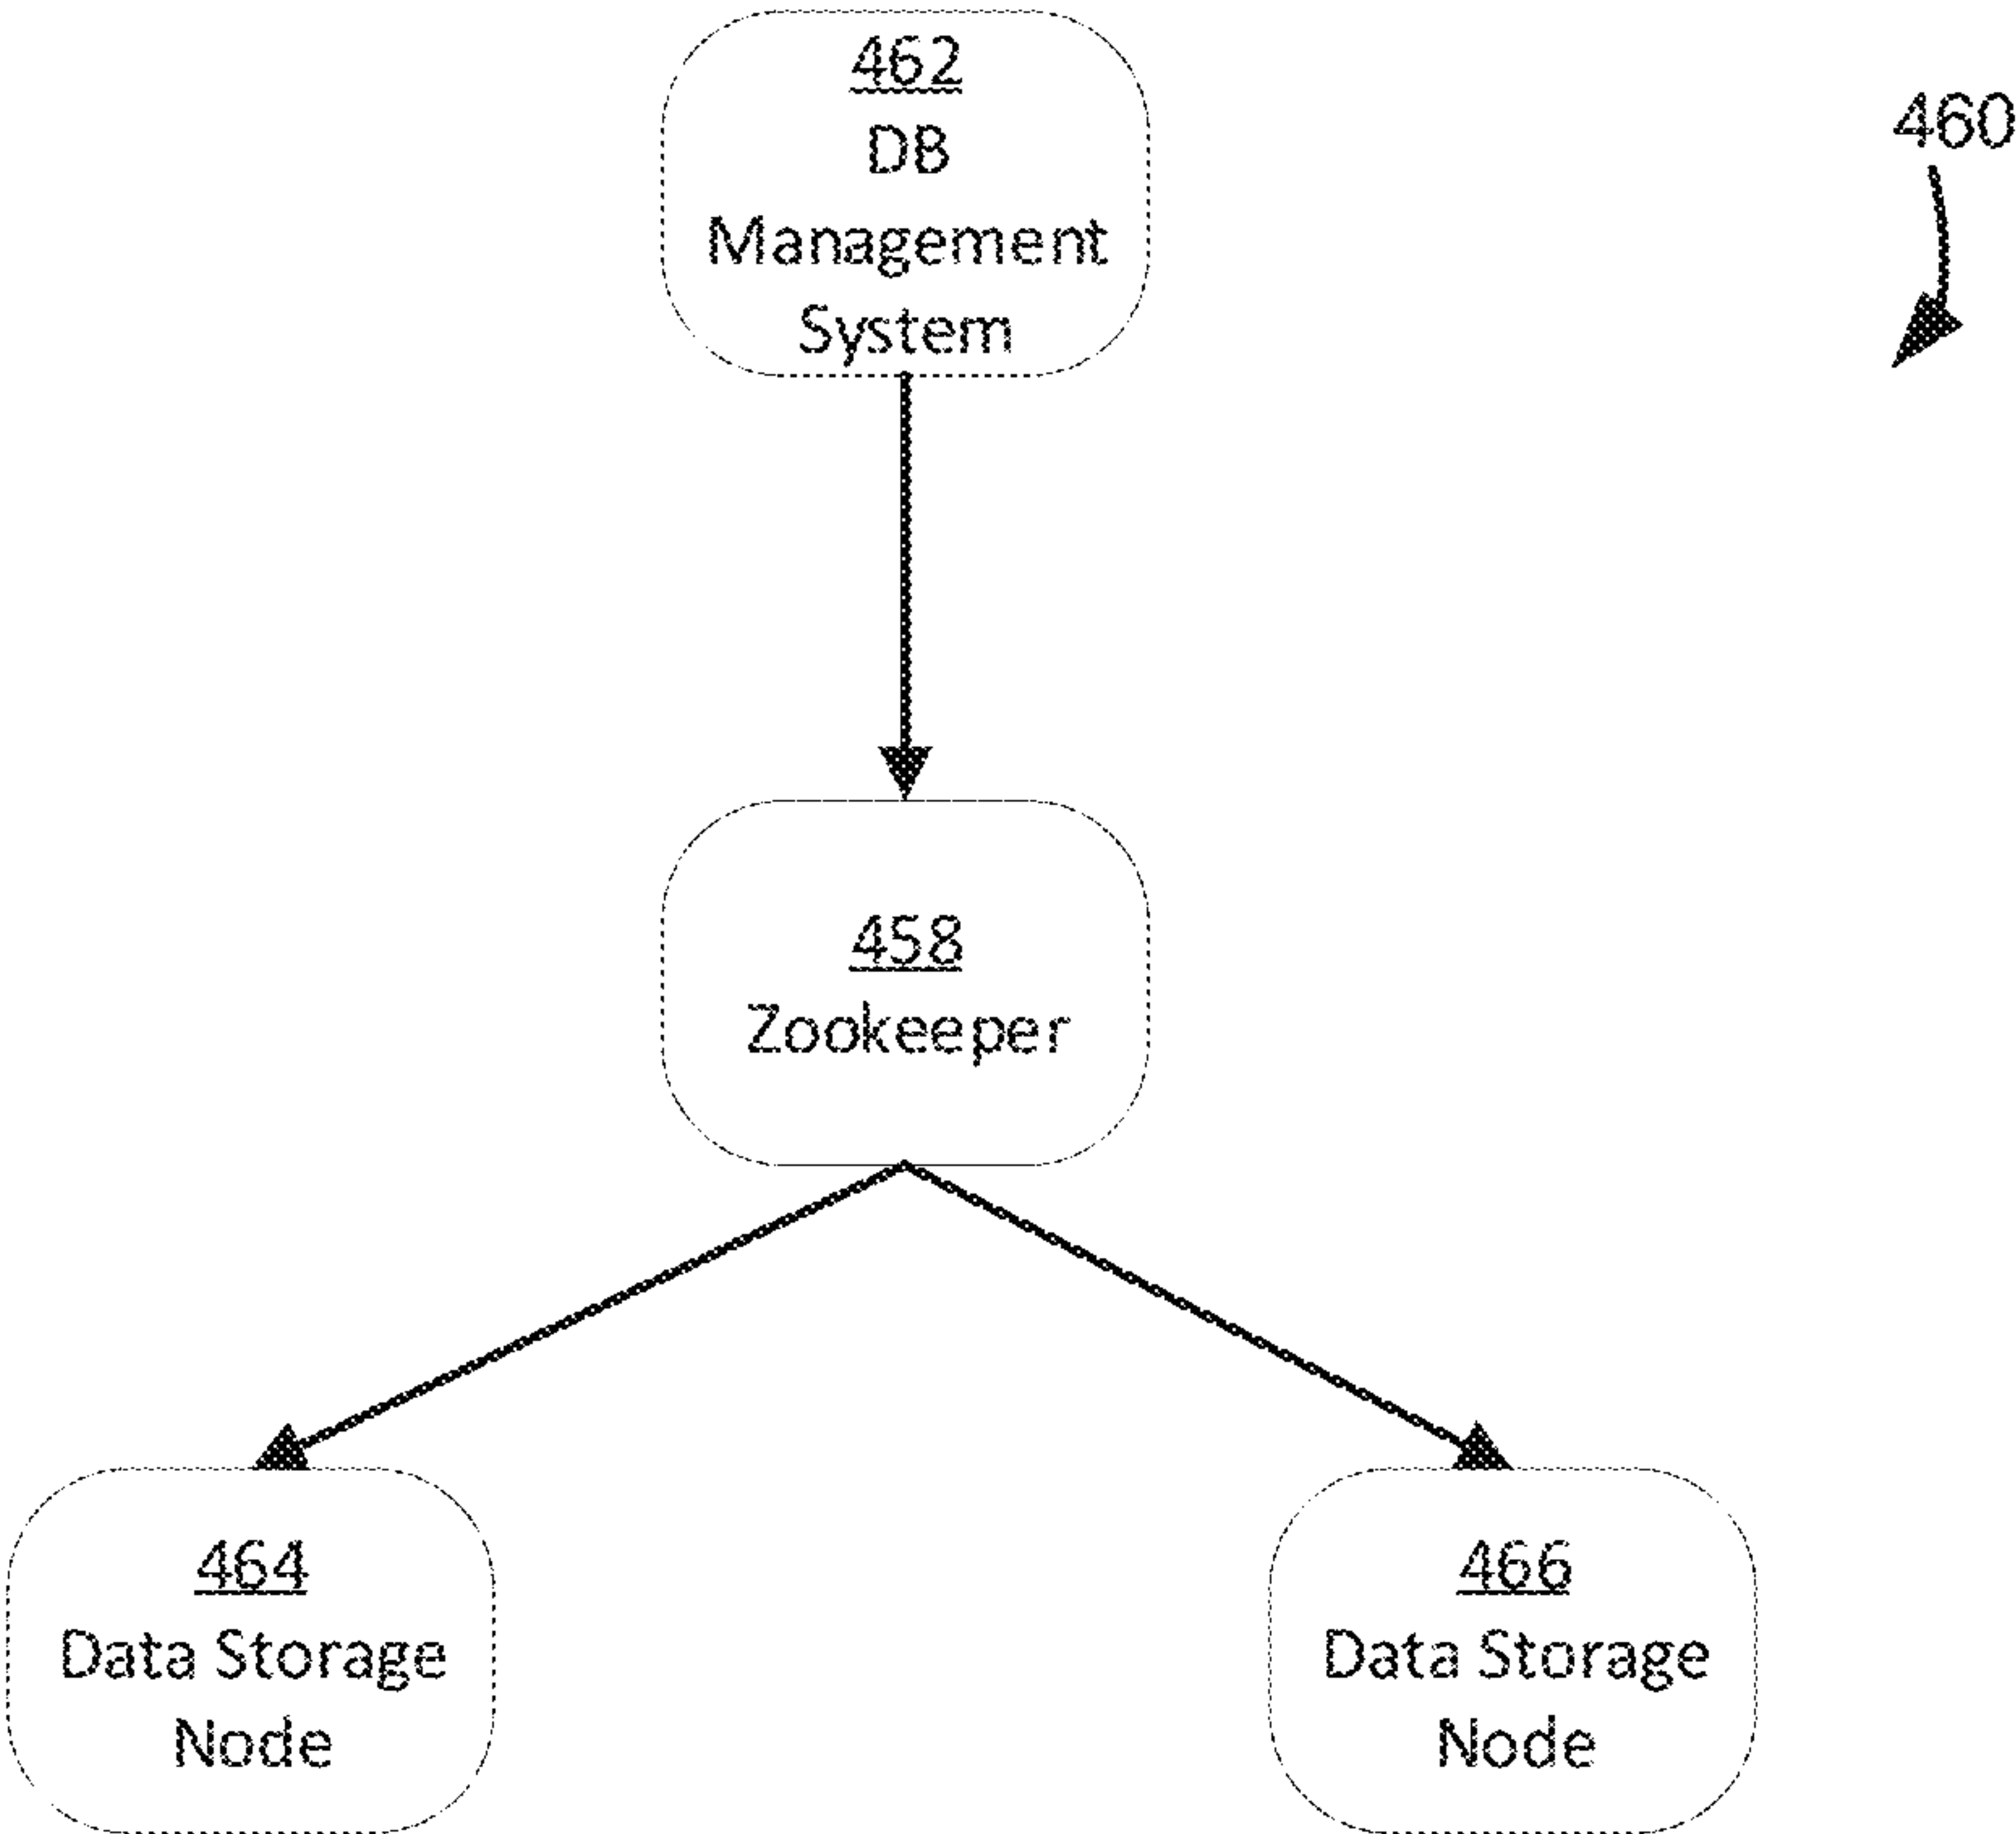 462
DB
Management
System
460
458
Zookeeper
464
Data Storage
Node
466
Data Storage
Node